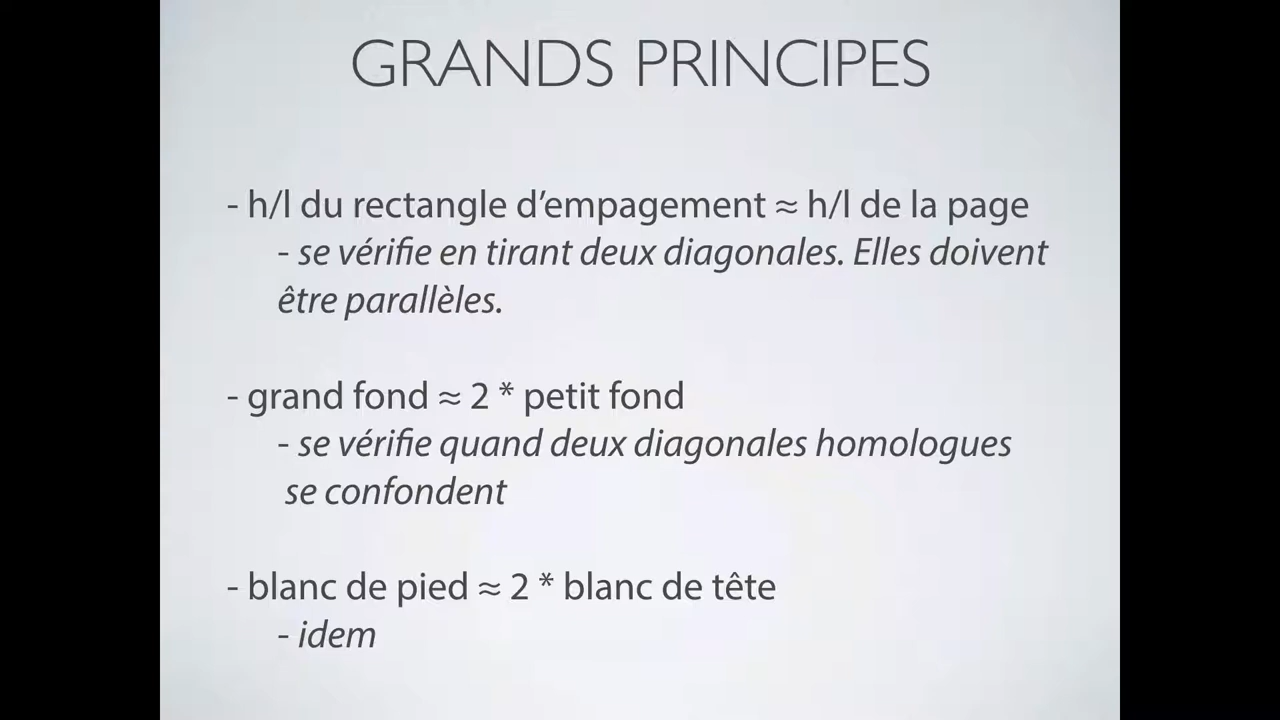 GRANDS PRINCIPES
- h/l du rectangle d’empagement ≈ h/l de la page
- se vérifie en tirant deux diagonales. Elles doivent
être parallèles.
- grand fond ≈ 2 * petit fond
- se vérifie quand deux diagonales homologues
se confondent
- blanc de pied ≈ 2 * blanc de tête
- idem